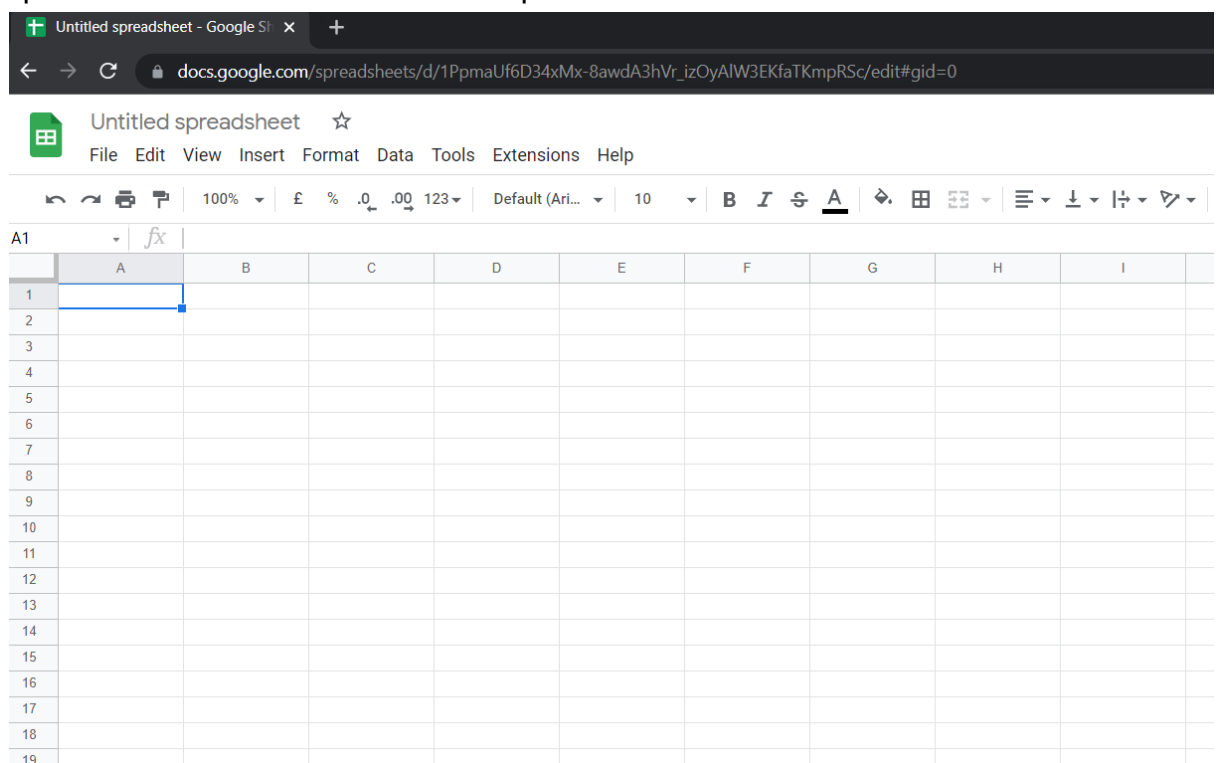 Untitled spreadsheet - Google Sh
docs.google.com/spreadsheets/d/1PpmaUf6D34xMx-8awdA3hVr_izOyAlW3EKfaTKmpRSc/edit#gid=0
Untitled spreadsheet
File Edit View Insert Format Data Tools Extensions Help
100% £ % .0 .00 123 Default (Ari... 10 B I S A
A1 fx
A B C D E F G H I
1
2
3
4
5
6
7
8
9
10
11
12
13
14
15
16
17
18
19